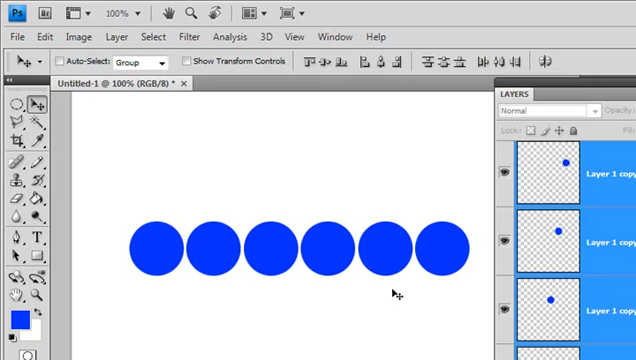 Ps Br 100%
File Edit Image Layer Select Filter Analysis 3D View Window Help
Auto-Select: Group Show Transform Controls
Untitled-1 @ 100% (RGB/8) * ×
LAYERS
Normal Opacity:
Lock: Fill:
Layer 1 copy
Layer 1 copy
Layer 1 copy
T